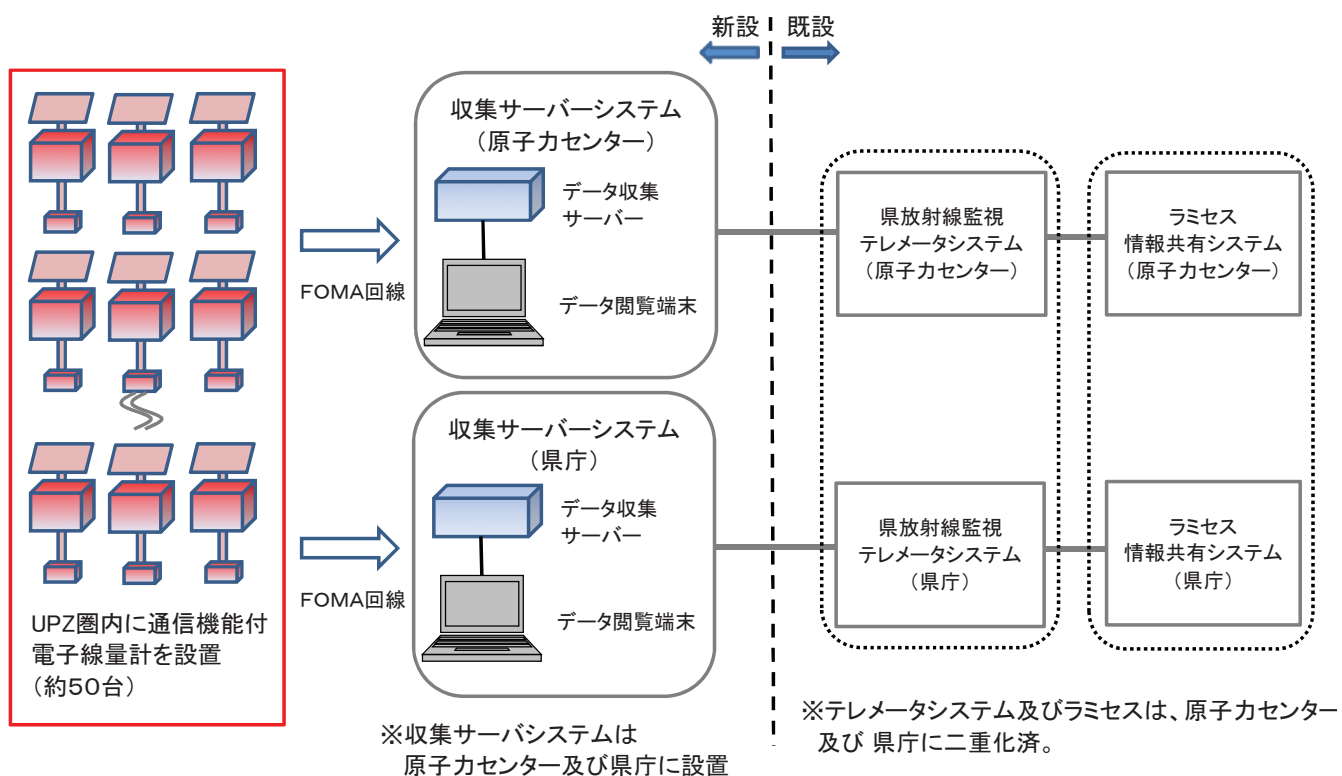 新設
既設
収集サーバーシステム
（原子力センター）
データ収集
サーバー
データ閲覧端末
FOMA回線
県放射線監視
テレメータシステム
（原子力センター）
ラミセス
情報共有システム
（原子力センター）
収集サーバーシステム
（県庁）
データ収集
サーバー
データ閲覧端末
FOMA回線
県放射線監視
テレメータシステム
（県庁）
ラミセス
情報共有システム
（県庁）
UPZ圏内に通信機能付
電子線量計を設置
（約50台）
※収集サーバシステムは
原子力センター及び県庁に設置
※テレメータシステム及びラミセスは、原子力センター
及び 県庁に二重化済。